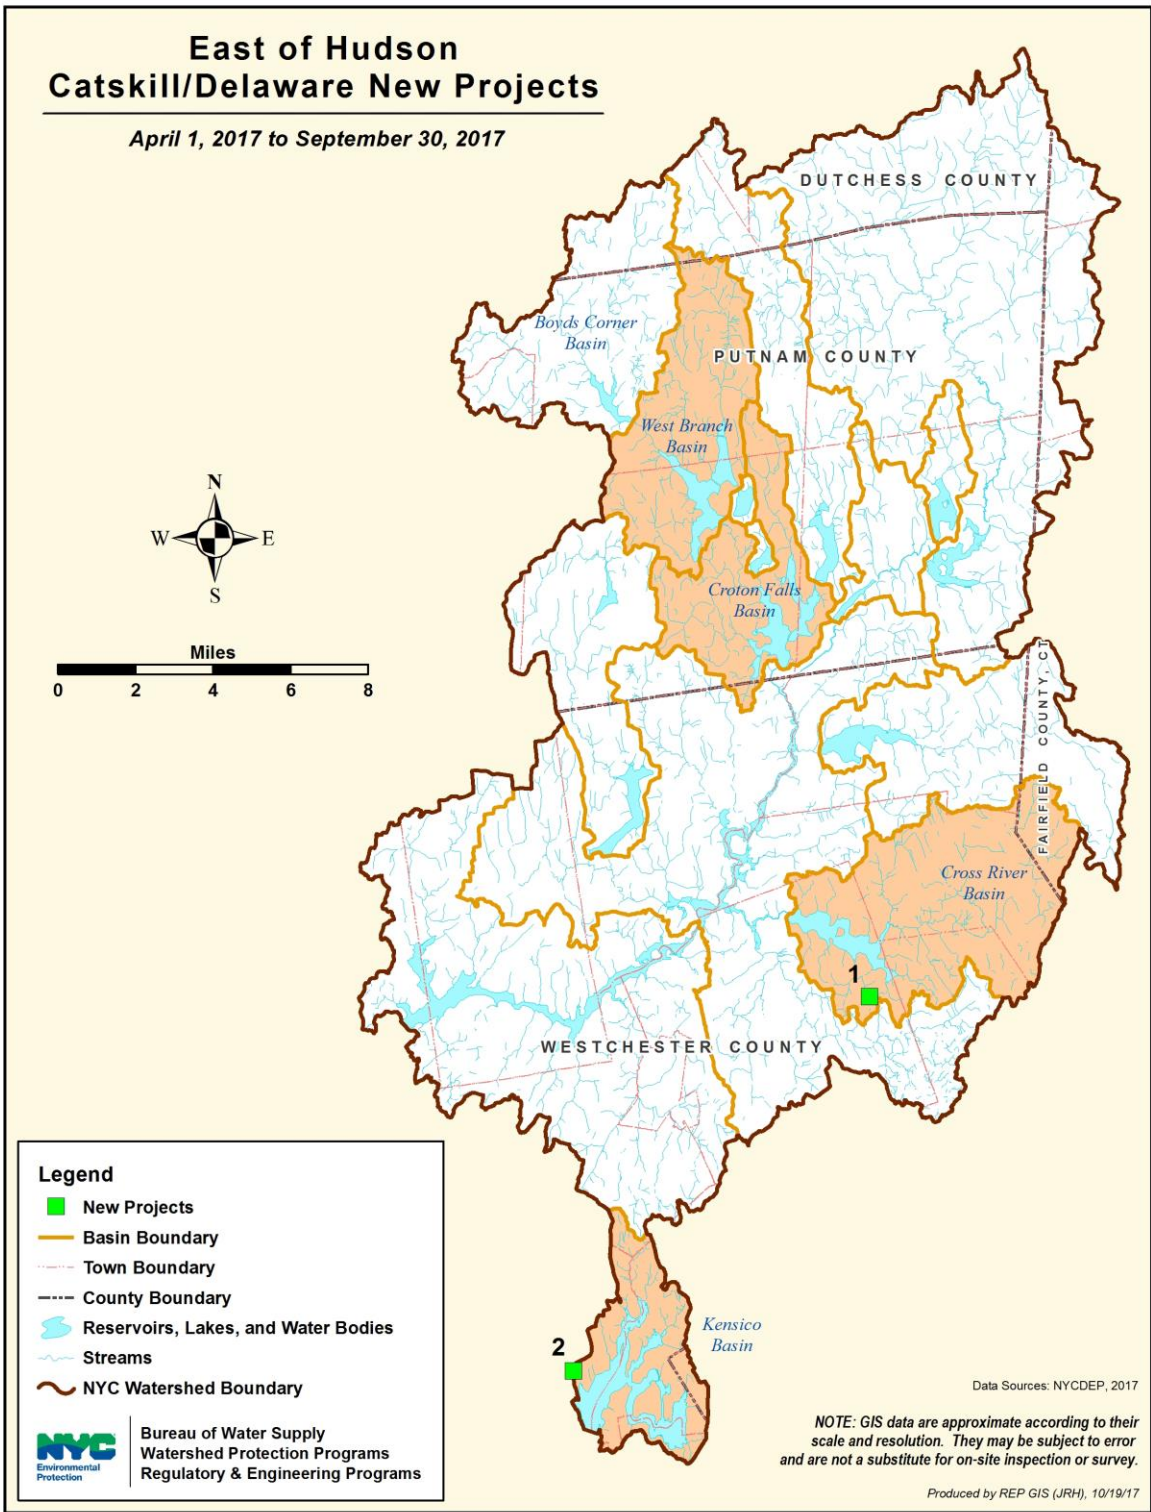 East of Hudson
Catskill/Delaware New Projects
April 1, 2017 to September 30, 2017
DUTCHESS COUNTY
Boyds Corner
Basin
PUTNAM COUNTY
West Branch
Basin
N
W
E
S
Croton Falls
Basin
Miles
0 2 4 6 8
FAIRFIELD COUNTY, CT
Cross River
Basin
1
WESTCHESTER COUNTY
Legend
New Projects
Basin Boundary
Town Boundary
County Boundary
Reservoirs, Lakes, and Water Bodies
Streams
NYC Watershed Boundary
Kensico
Basin
2
NYC
Environmental
Protection
Bureau of Water Supply
Watershed Protection Programs
Regulatory & Engineering Programs
Data Sources: NYCDEP, 2017
NOTE: GIS data are approximate according to their
scale and resolution. They may be subject to error
and are not a substitute for on-site inspection or survey.
Produced by REP GIS (JRH), 10/19/17